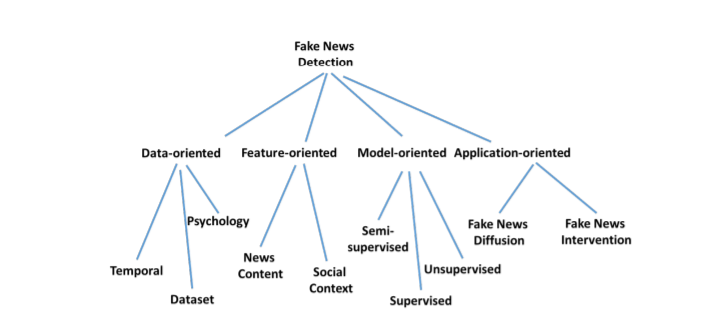 Fake News
Detection
Data-oriented
Feature-oriented
Model-oriented
Application-oriented
Psychology
Temporal
Dataset
News
Content
Social
Context
Semi-
supervised
Unsupervised
Supervised
Fake News
Diffusion
Fake News
Intervention